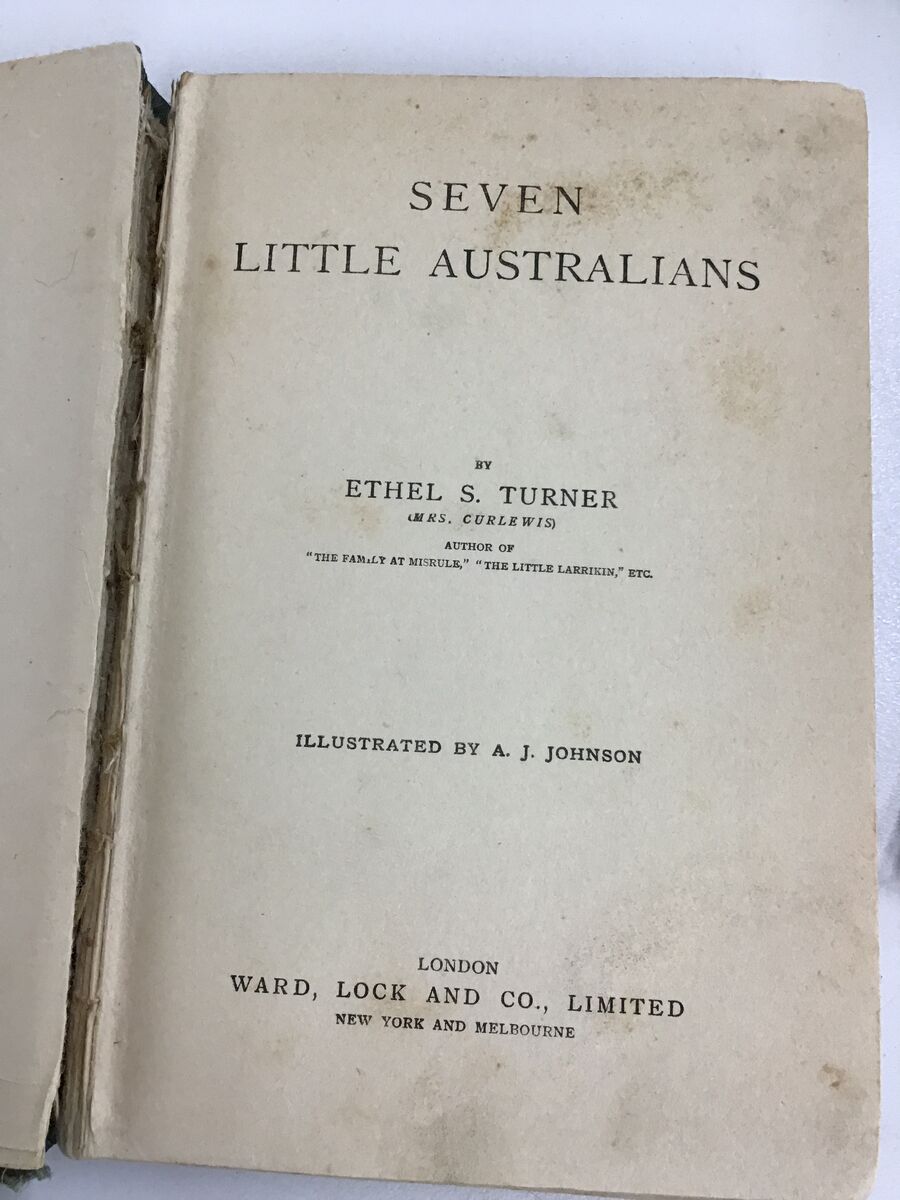 SEVEN
LITTLE AUSTRALIANS
BY
ETHEL S. TURNER
(MRS. CURLEWIS)
AUTHOR OF
"THE FAMILY AT MISRULE," "THE LITTLE LARRIKIN," ETC.
ILLUSTRATED BY A. J. JOHNSON
LONDON
WARD, LOCK AND CO., LIMITED
NEW YORK AND MELBOURNE